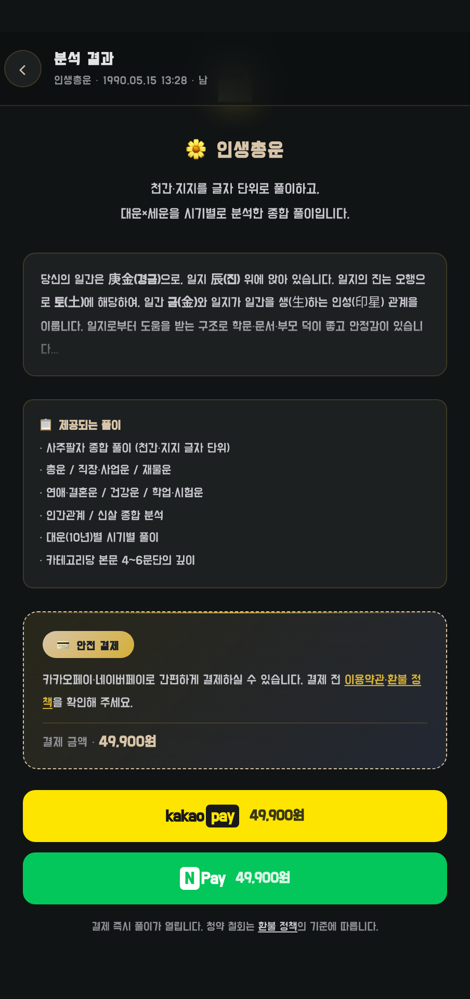 분석 결과
인생총운 · 1990.05.15 13:28 · 남
인생총운
천간·지지를 글자 단위로 풀이하고,
대운×세운을 시기별로 분석한 종합 풀이입니다.
당신의 일간은 庚金(경금)으로, 일지 辰(진) 위에 앉아 있습니다. 일지의 진는 오행으
로 토(土)에 해당하여, 일간 금(金)와 일지가 일간을 생(生)하는 인성(印星) 관계을
이룹니다. 일지로부터 도움을 받는 구조로 학문·문서·부모 덕이 좋고 안정감이 있습니
다...
제공되는 풀이
· 사주팔자 종합 풀이 (천간·지지 글자 단위)
· 총운 / 직장·사업운 / 재물운
· 연애·결혼운 / 건강운 / 학업·시험운
· 인간관계 / 신살 종합 분석
· 대운(10년)별 시기별 풀이
· 카테고리당 본문 4~6문단의 깊이
안전 결제
카카오페이·네이버페이로 간편하게 결제하실 수 있습니다. 결제 전 이용약관·환불 정
책을 확인해 주세요.
결제 금액 · 49,900원
kakao pay 49,900원
N Pay 49,900원
결제 즉시 풀이가 열립니다. 청약 철회는 환불 정책의 기준에 따릅니다.